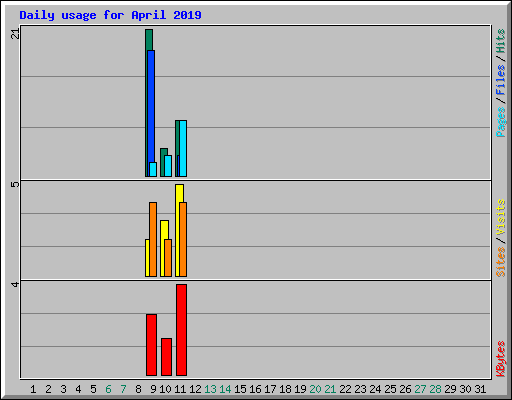 Daily usage for April 2019
21
5
4
Pages/Files/Hits
Sites/Visits
KBytes
1 2 3 4 5 6 7 8 9 10 11 12 13 14 15 16 17 18 19 20 21 22 23 24 25 26 27 28 29 30 31